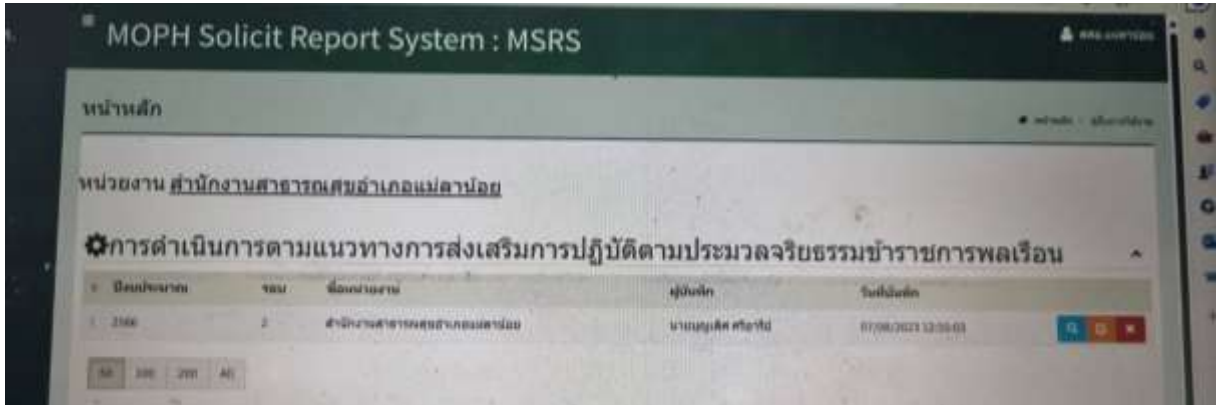 MOPH Solicit Report System : MSRS
หน้าหลัก
หน่วยงาน สำนักงานสาธารณสุขอำเภอแม่ลาน้อย
การดำเนินการตามแนวทางการส่งเสริมการปฏิบัติตามประมวลจริยธรรมข้าราชการพลเรือน
ปีงบประมาณ รอบ ชื่อหน่วยงาน ผู้บันทึก วันที่บันทึก
2566 2 สำนักงานสาธารณสุขอำเภอแม่ลาน้อย 07/08/2023
50 100 200 All